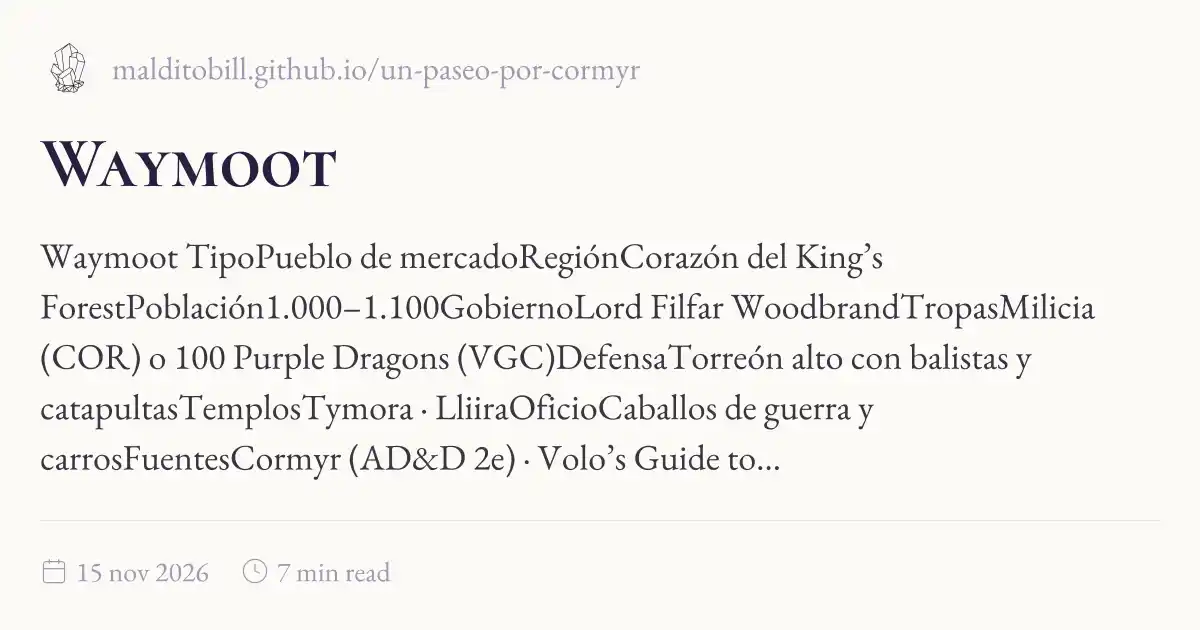 malditobill.github.io/un-paseo-por-cormyr
Waymoot
Waymoot TipoPueblo de mercadoRegiónCorazón del King’s
ForestPoblación1.000–1.100GobiernoLord Filfar WoodbrandTropasMilicia
(COR) o 100 Purple Dragons (VGC)DefensaTorreón alto con balistas y
catapultasTemplosTymora · LliiraOficioCaballos de guerra y
carrosFuentesCormyr (AD&D 2e) · Volo’s Guide to...
15 nov 2026
7 min read